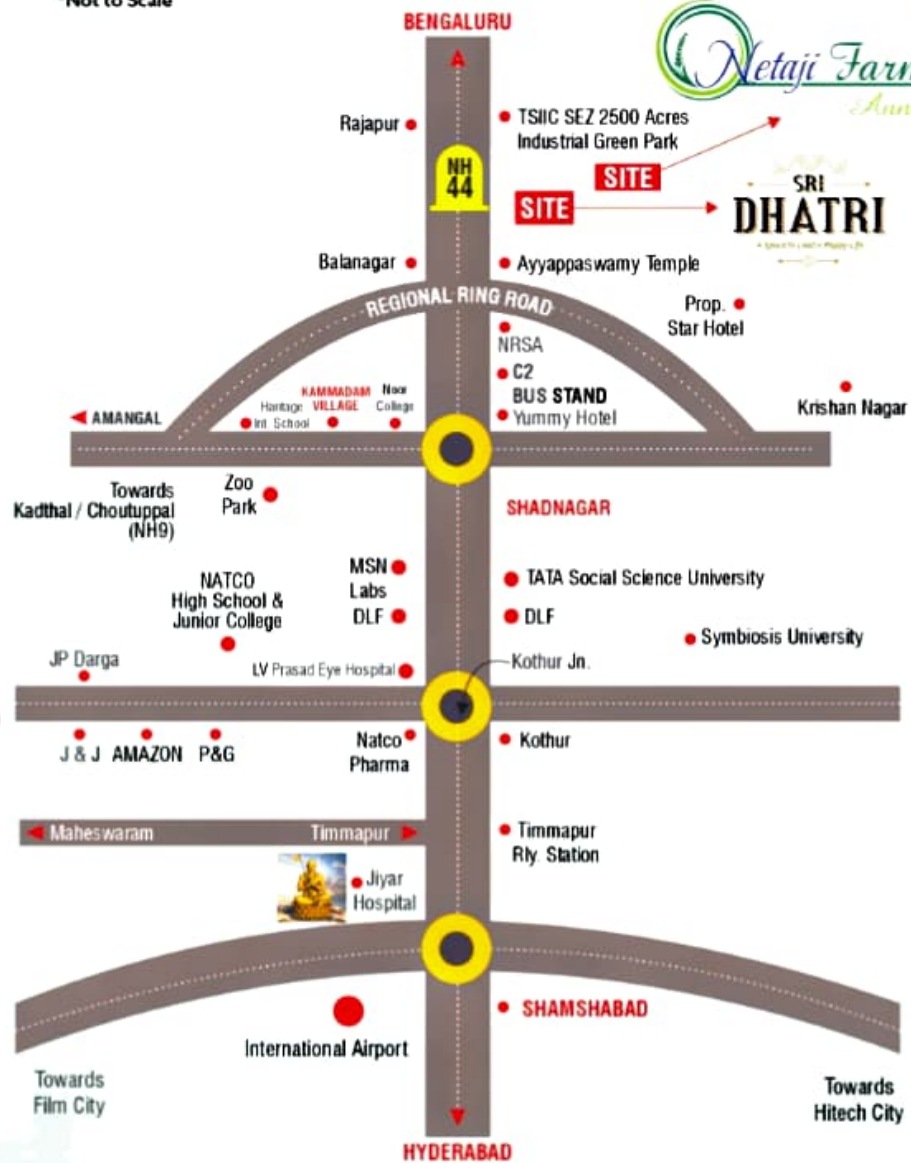 *Not to Scale
BENGALURU
Netaji Farm
Rajapur
TSIIC SEZ 2500 Acres
Industrial Green Park
NH
44
SITE
SITE
SRI
DHATRI
Balanagar
Ayyappaswamy Temple
REGIONAL RING ROAD
Prop.
Star Hotel
NRSA
C2
BUS STAND
Yummy Hotel
Krishan Nagar
AMANGAL
Haritage
Int. School
KAMMADAM
VILLAGE
Noor
College
Towards
Kadthal / Choutuppal
(NH9)
Zoo
Park
SHADNAGAR
MSN
Labs
DLF
TATA Social Science University
DLF
NATCO
High School &
Junior College
Symbiosis University
JP Darga
LV Prasad Eye Hospital
Kothur Jn.
J & J
AMAZON
P&G
Natco
Pharma
Kothur
Maheswaram
Timmapur
Timmapur
Rly. Station
Jiyar
Hospital
SHAMSHABAD
International Airport
Towards
Film City
Towards
Hitech City
HYDERABAD